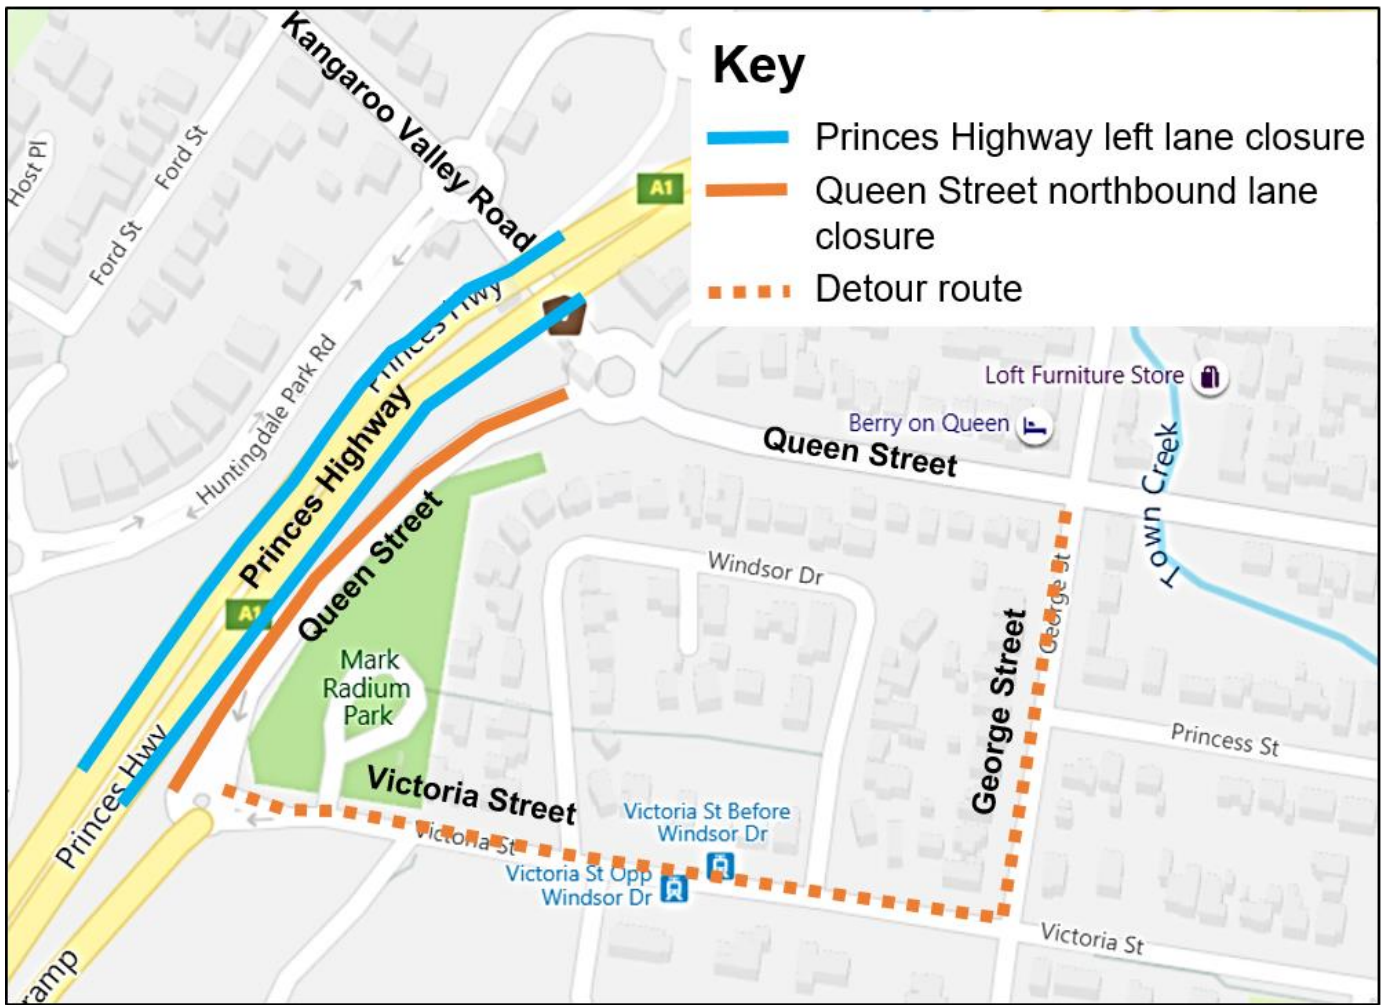 Key
Princes Highway left lane closure
Queen Street northbound lane
closure
Detour route
Kangaroo Valley Road
Host Pl
Ford St
Ford St
A1
Princes Hwy
Huntingdale Park Rd
Princes Highway
Loft Furniture Store
Berry on Queen
Queen Street
Town Creek
Queen Street
A1
Windsor Dr
George St
George Street
Mark
Radium
Park
Princess St
Princes Hwy
Victoria Street
Victoria St
Victoria St Before
Windsor Dr
Victoria St Opp
Windsor Dr
Victoria St
ramp